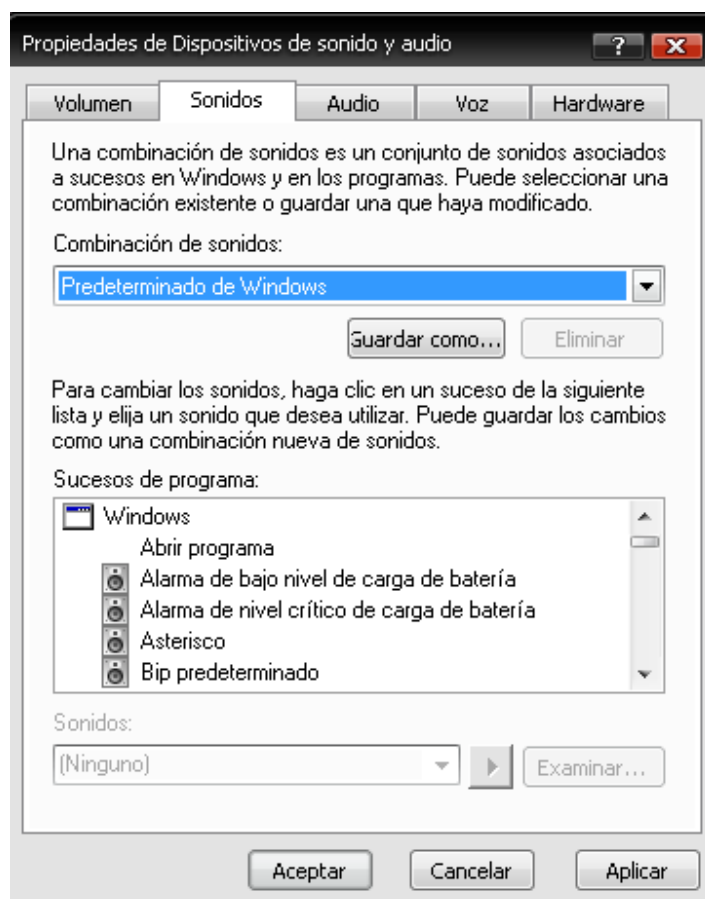 Propiedades de Dispositivos de sonido y audio
Volumen Sonidos Audio Voz Hardware
Una combinación de sonidos es un conjunto de sonidos asociados
a sucesos en Windows y en los programas. Puede seleccionar una
combinación existente o guardar una que haya modificado.
Combinación de sonidos:
Predeterminado de Windows
Guardar como... Eliminar
Para cambiar los sonidos, haga clic en un suceso de la siguiente
lista y elija un sonido que desea utilizar. Puede guardar los cambios
como una combinación nueva de sonidos.
Sucesos de programa:
Windows
Abrir programa
Alarma de bajo nivel de carga de batería
Alarma de nivel crítico de carga de batería
Asterisco
Bip predeterminado
Sonidos:
(Ninguno) Examinar...
Aceptar Cancelar Aplicar